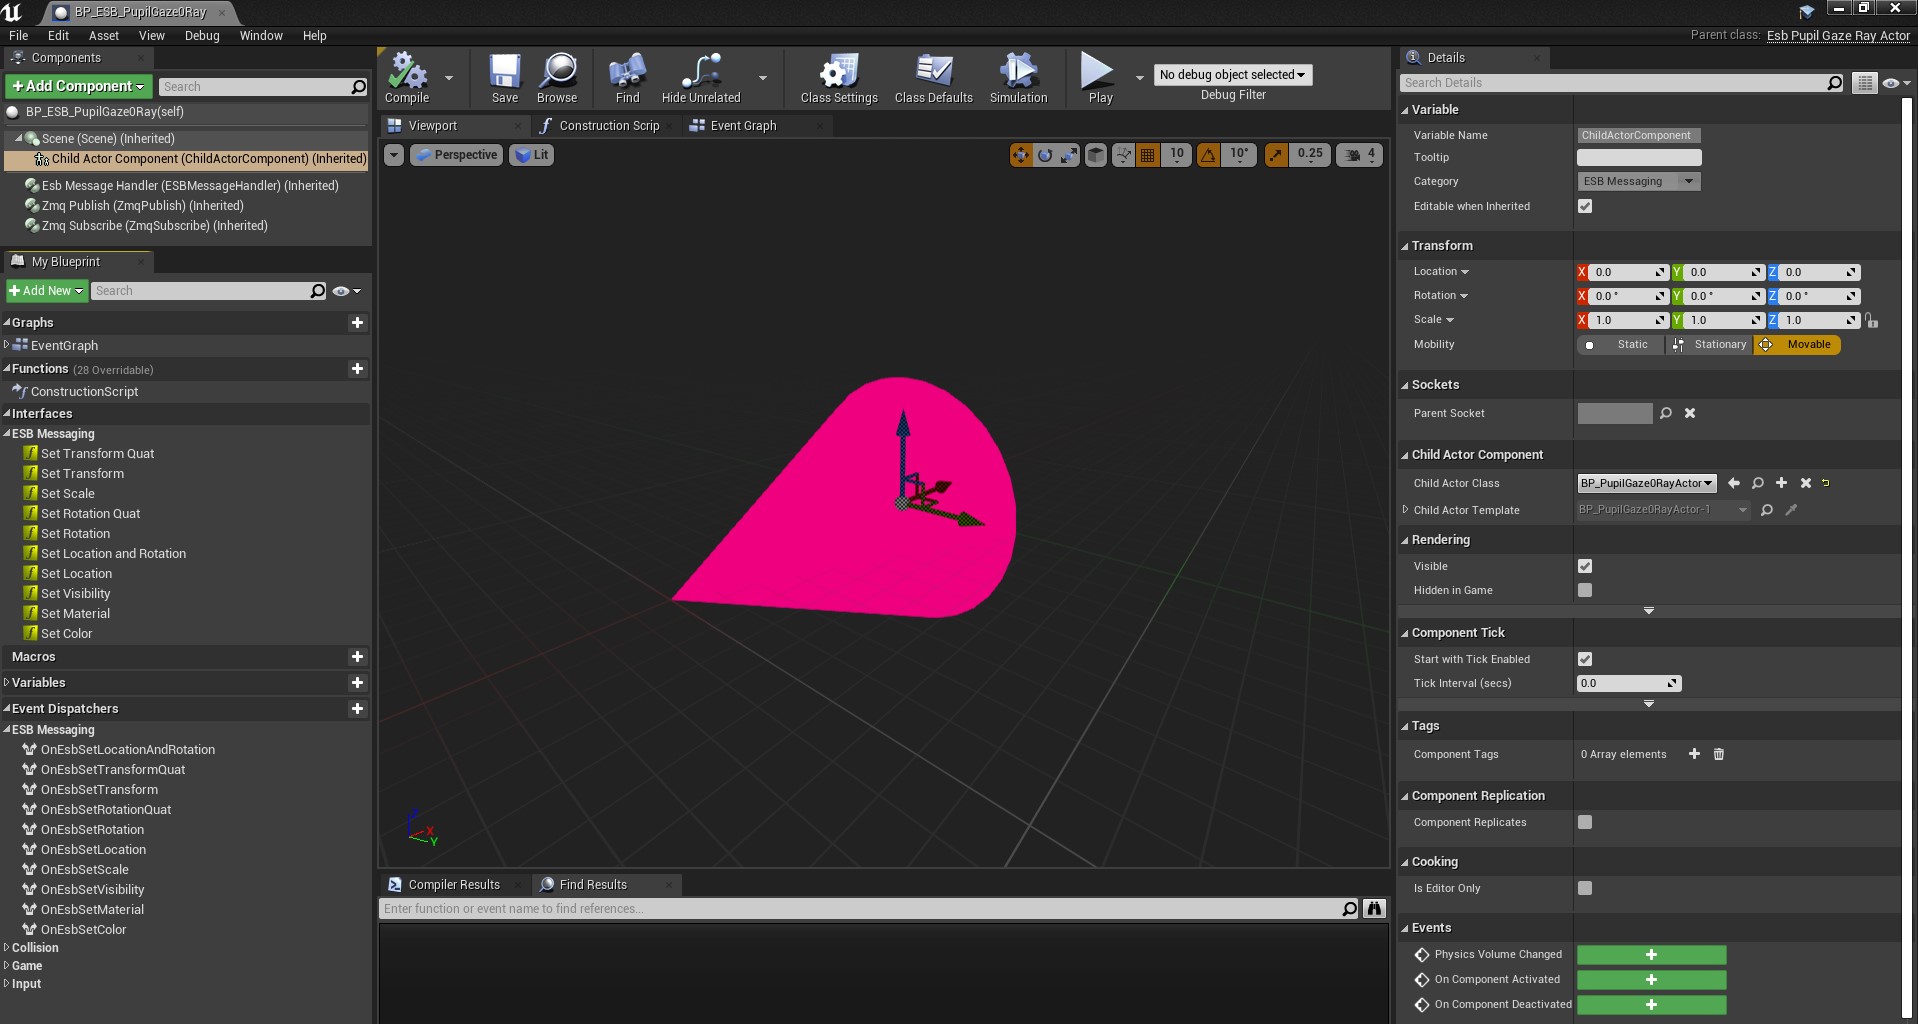 BP_ESB_PupilGaze0Ray
File Edit Asset View Debug Window Help
Parent class: Esb Pupil Gaze Ray Actor
Components
+Add Component
Search
BP_ESB_PupilGaze0Ray(self)
Scene (Scene) (Inherited)
Child Actor Component (ChildActorComponent) (Inherited)
Esb Message Handler (ESBMessageHandler) (Inherited)
Zmq Publish (ZmqPublish) (Inherited)
Zmq Subscribe (ZmqSubscribe) (Inherited)
My Blueprint
+Add New
Search
Graphs
EventGraph
Functions (28 Overridable)
ConstructionScript
Interfaces
ESB Messaging
Set Transform Quat
Set Transform
Set Scale
Set Rotation Quat
Set Rotation
Set Location and Rotation
Set Location
Set Visibility
Set Material
Set Color
Macros
Variables
Event Dispatchers
ESB Messaging
OnEsbSetLocationAndRotation
OnEsbSetTransformQuat
OnEsbSetTransform
OnEsbSetRotationQuat
OnEsbSetRotation
OnEsbSetLocation
OnEsbSetScale
OnEsbSetVisibility
OnEsbSetMaterial
OnEsbSetColor
Collision
Game
Input
Compile Save Browse Find Hide Unrelated Class Settings Class Defaults Simulation Play
No debug object selected
Debug Filter
Viewport Construction Scrip Event Graph
Perspective Lit 10 10° 0.25 4
Z
X
Y
Compiler Results Find Results
Enter function or event name to find references...
Details
Search Details
Variable
Variable Name ChildActorComponent
Tooltip
Category ESB Messaging
Editable when Inherited
Transform
Location X 0.0 Y 0.0 Z 0.0
Rotation X 0.0 ° Y 0.0 ° Z 0.0 °
Scale X 1.0 Y 1.0 Z 1.0
Mobility Static Stationary Movable
Sockets
Parent Socket
Child Actor Component
Child Actor Class BP_PupilGaze0RayActor
Child Actor Template BP_PupilGaze0RayActor-1
Rendering
Visible
Hidden in Game
Component Tick
Start with Tick Enabled
Tick Interval (secs) 0.0
Tags
Component Tags 0 Array elements
Component Replication
Component Replicates
Cooking
Is Editor Only
Events
Physics Volume Changed
On Component Activated
On Component Deactivated